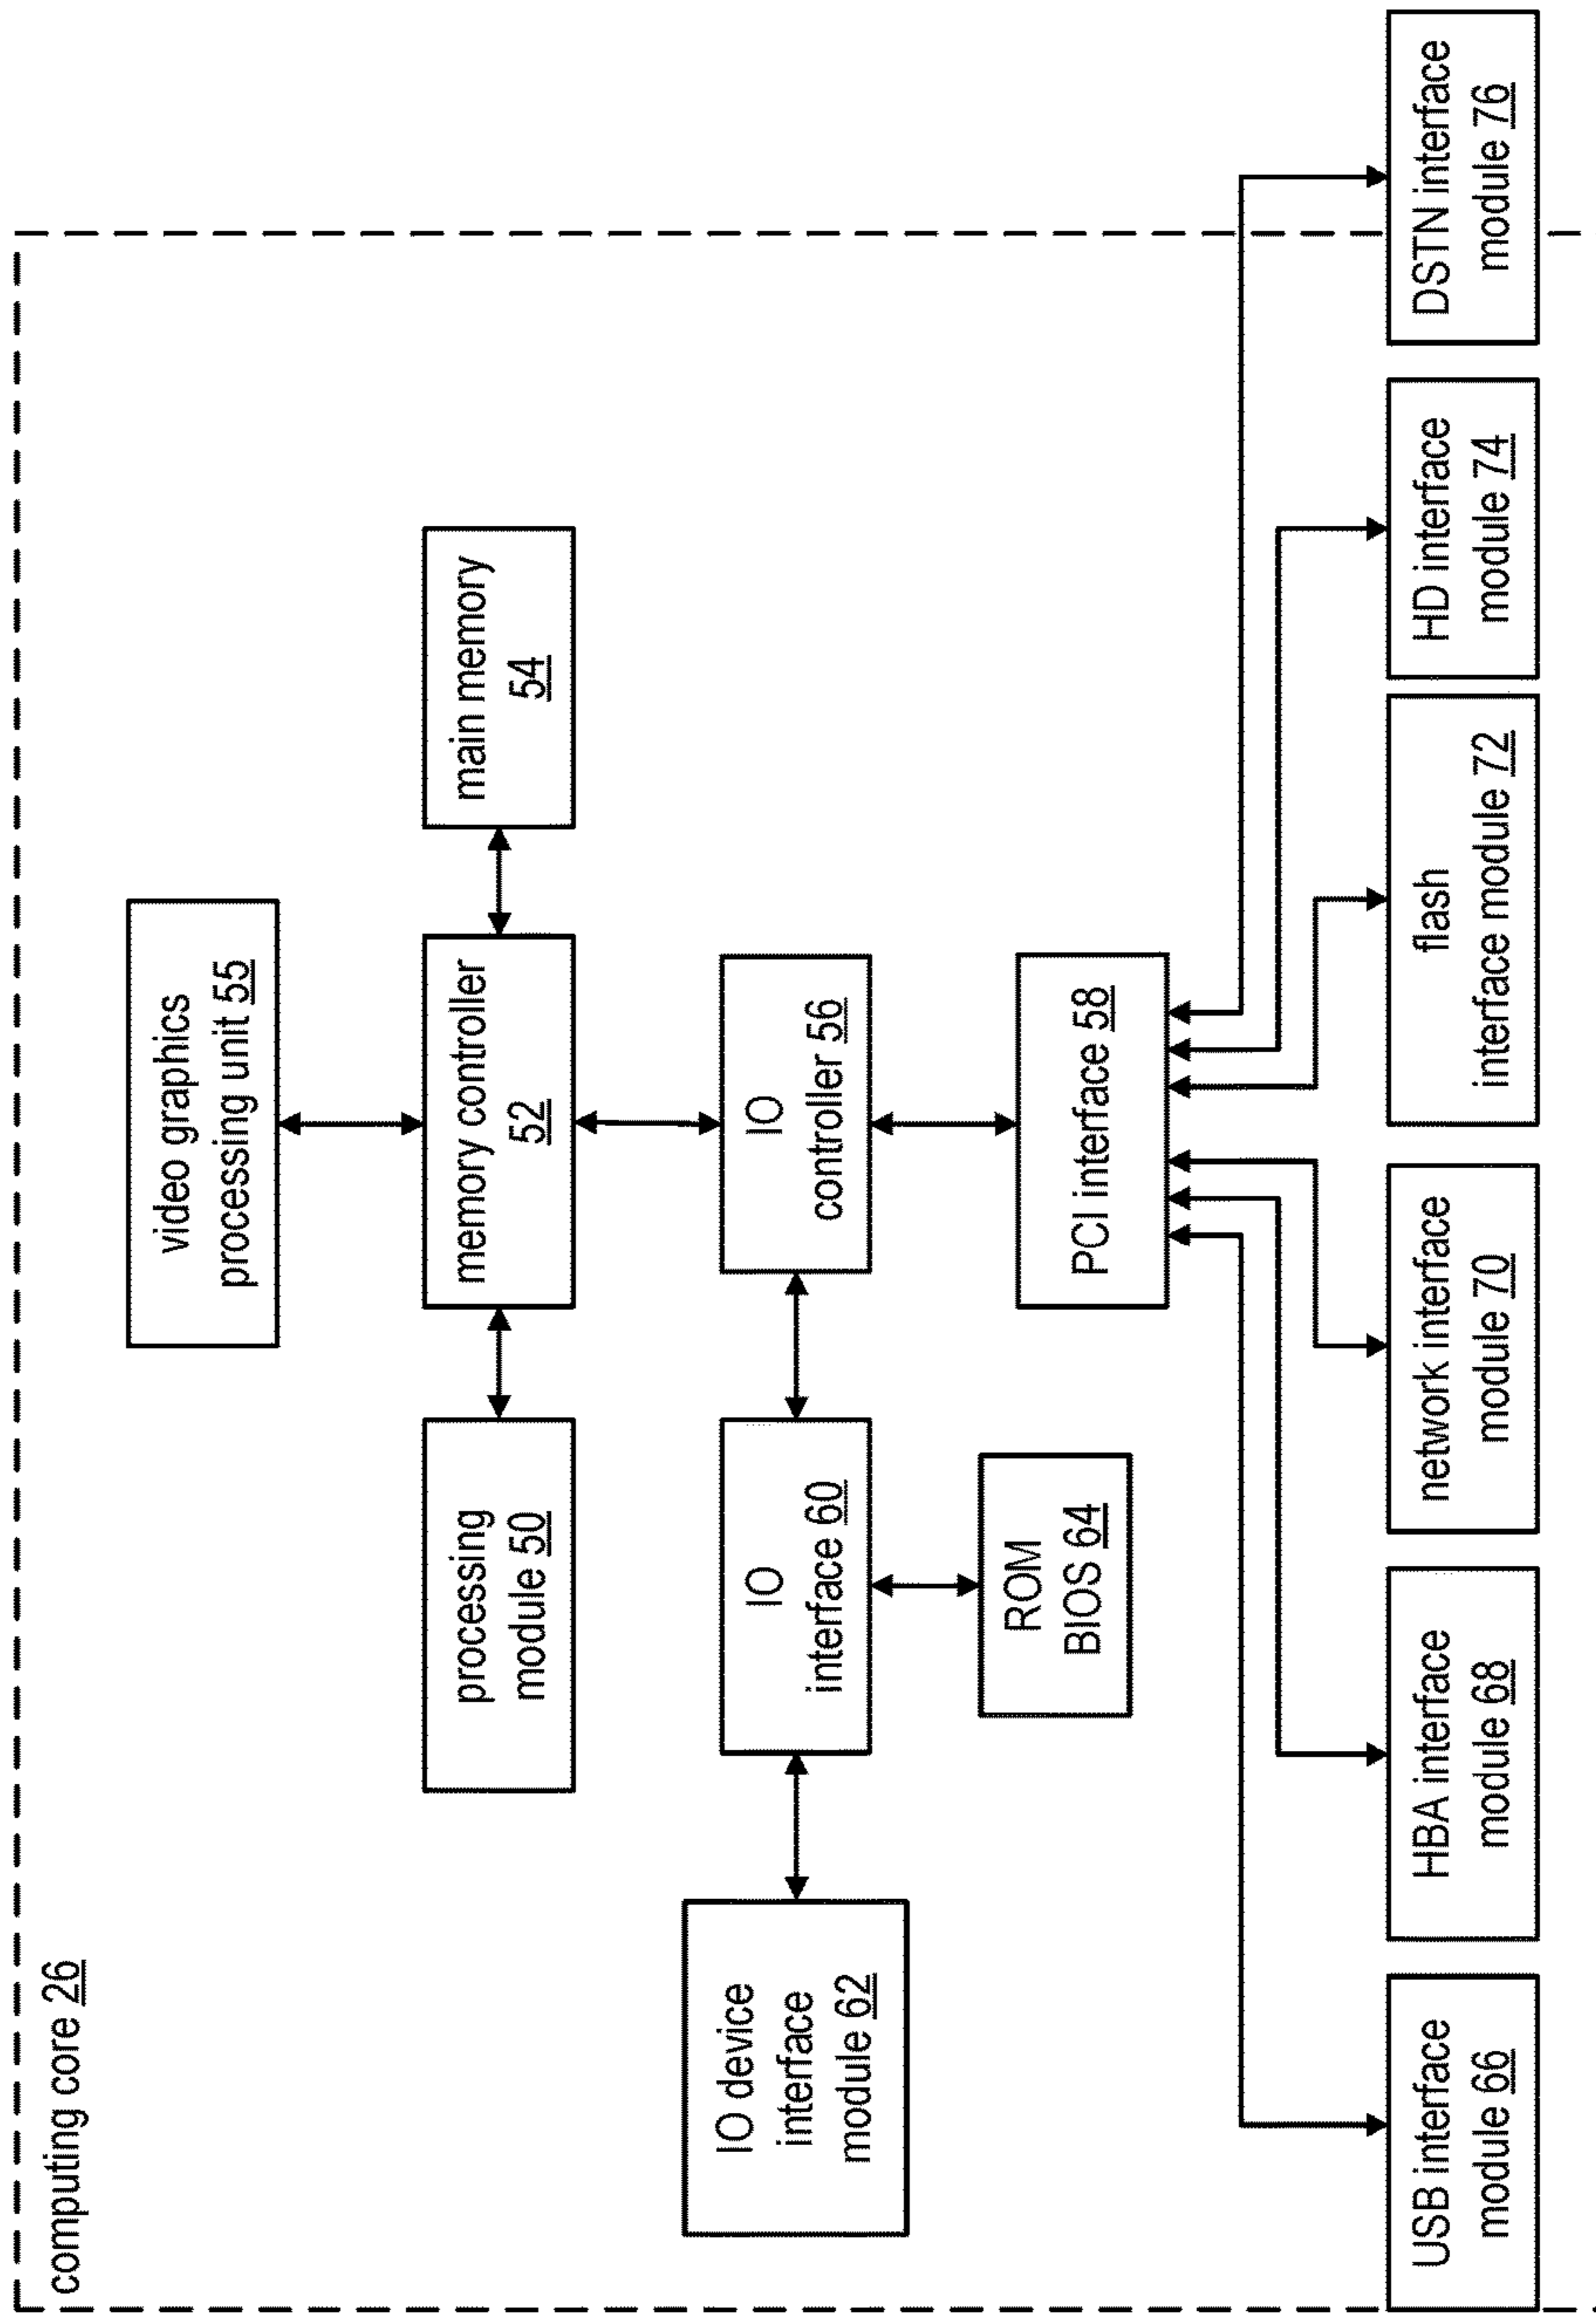 computing core 26
video graphics
processing unit 55
processing
module 50
memory controller
52
main memory
54
IO device
interface
module 62
IO
interface 60
IO
controller 56
ROM
BIOS 64
PCI interface 58
USB interface
module 66
HBA interface
module 68
network interface
module 70
flash
interface module 72
HD interface
module 74
DSTN interface
module 76